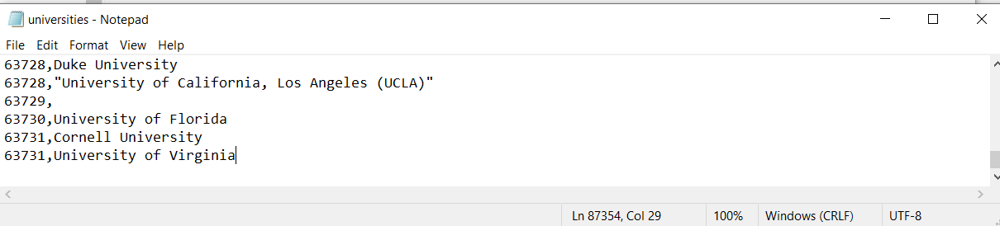 universities - Notepad
File Edit Format View Help
63728,Duke University
63728,"University of California, Los Angeles (UCLA)"
63729,
63730,University of Florida
63731,Cornell University
63731,University of Virginia
Ln 87354, Col 29 100% Windows (CRLF) UTF-8